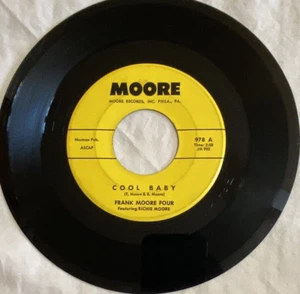 MOORE
MOORE RECORDS, INC. PHILA., PA.
ASCAP
978 A
COOL BABY
FRANK MOORE FOUR
Featuring RICHIE MOORE